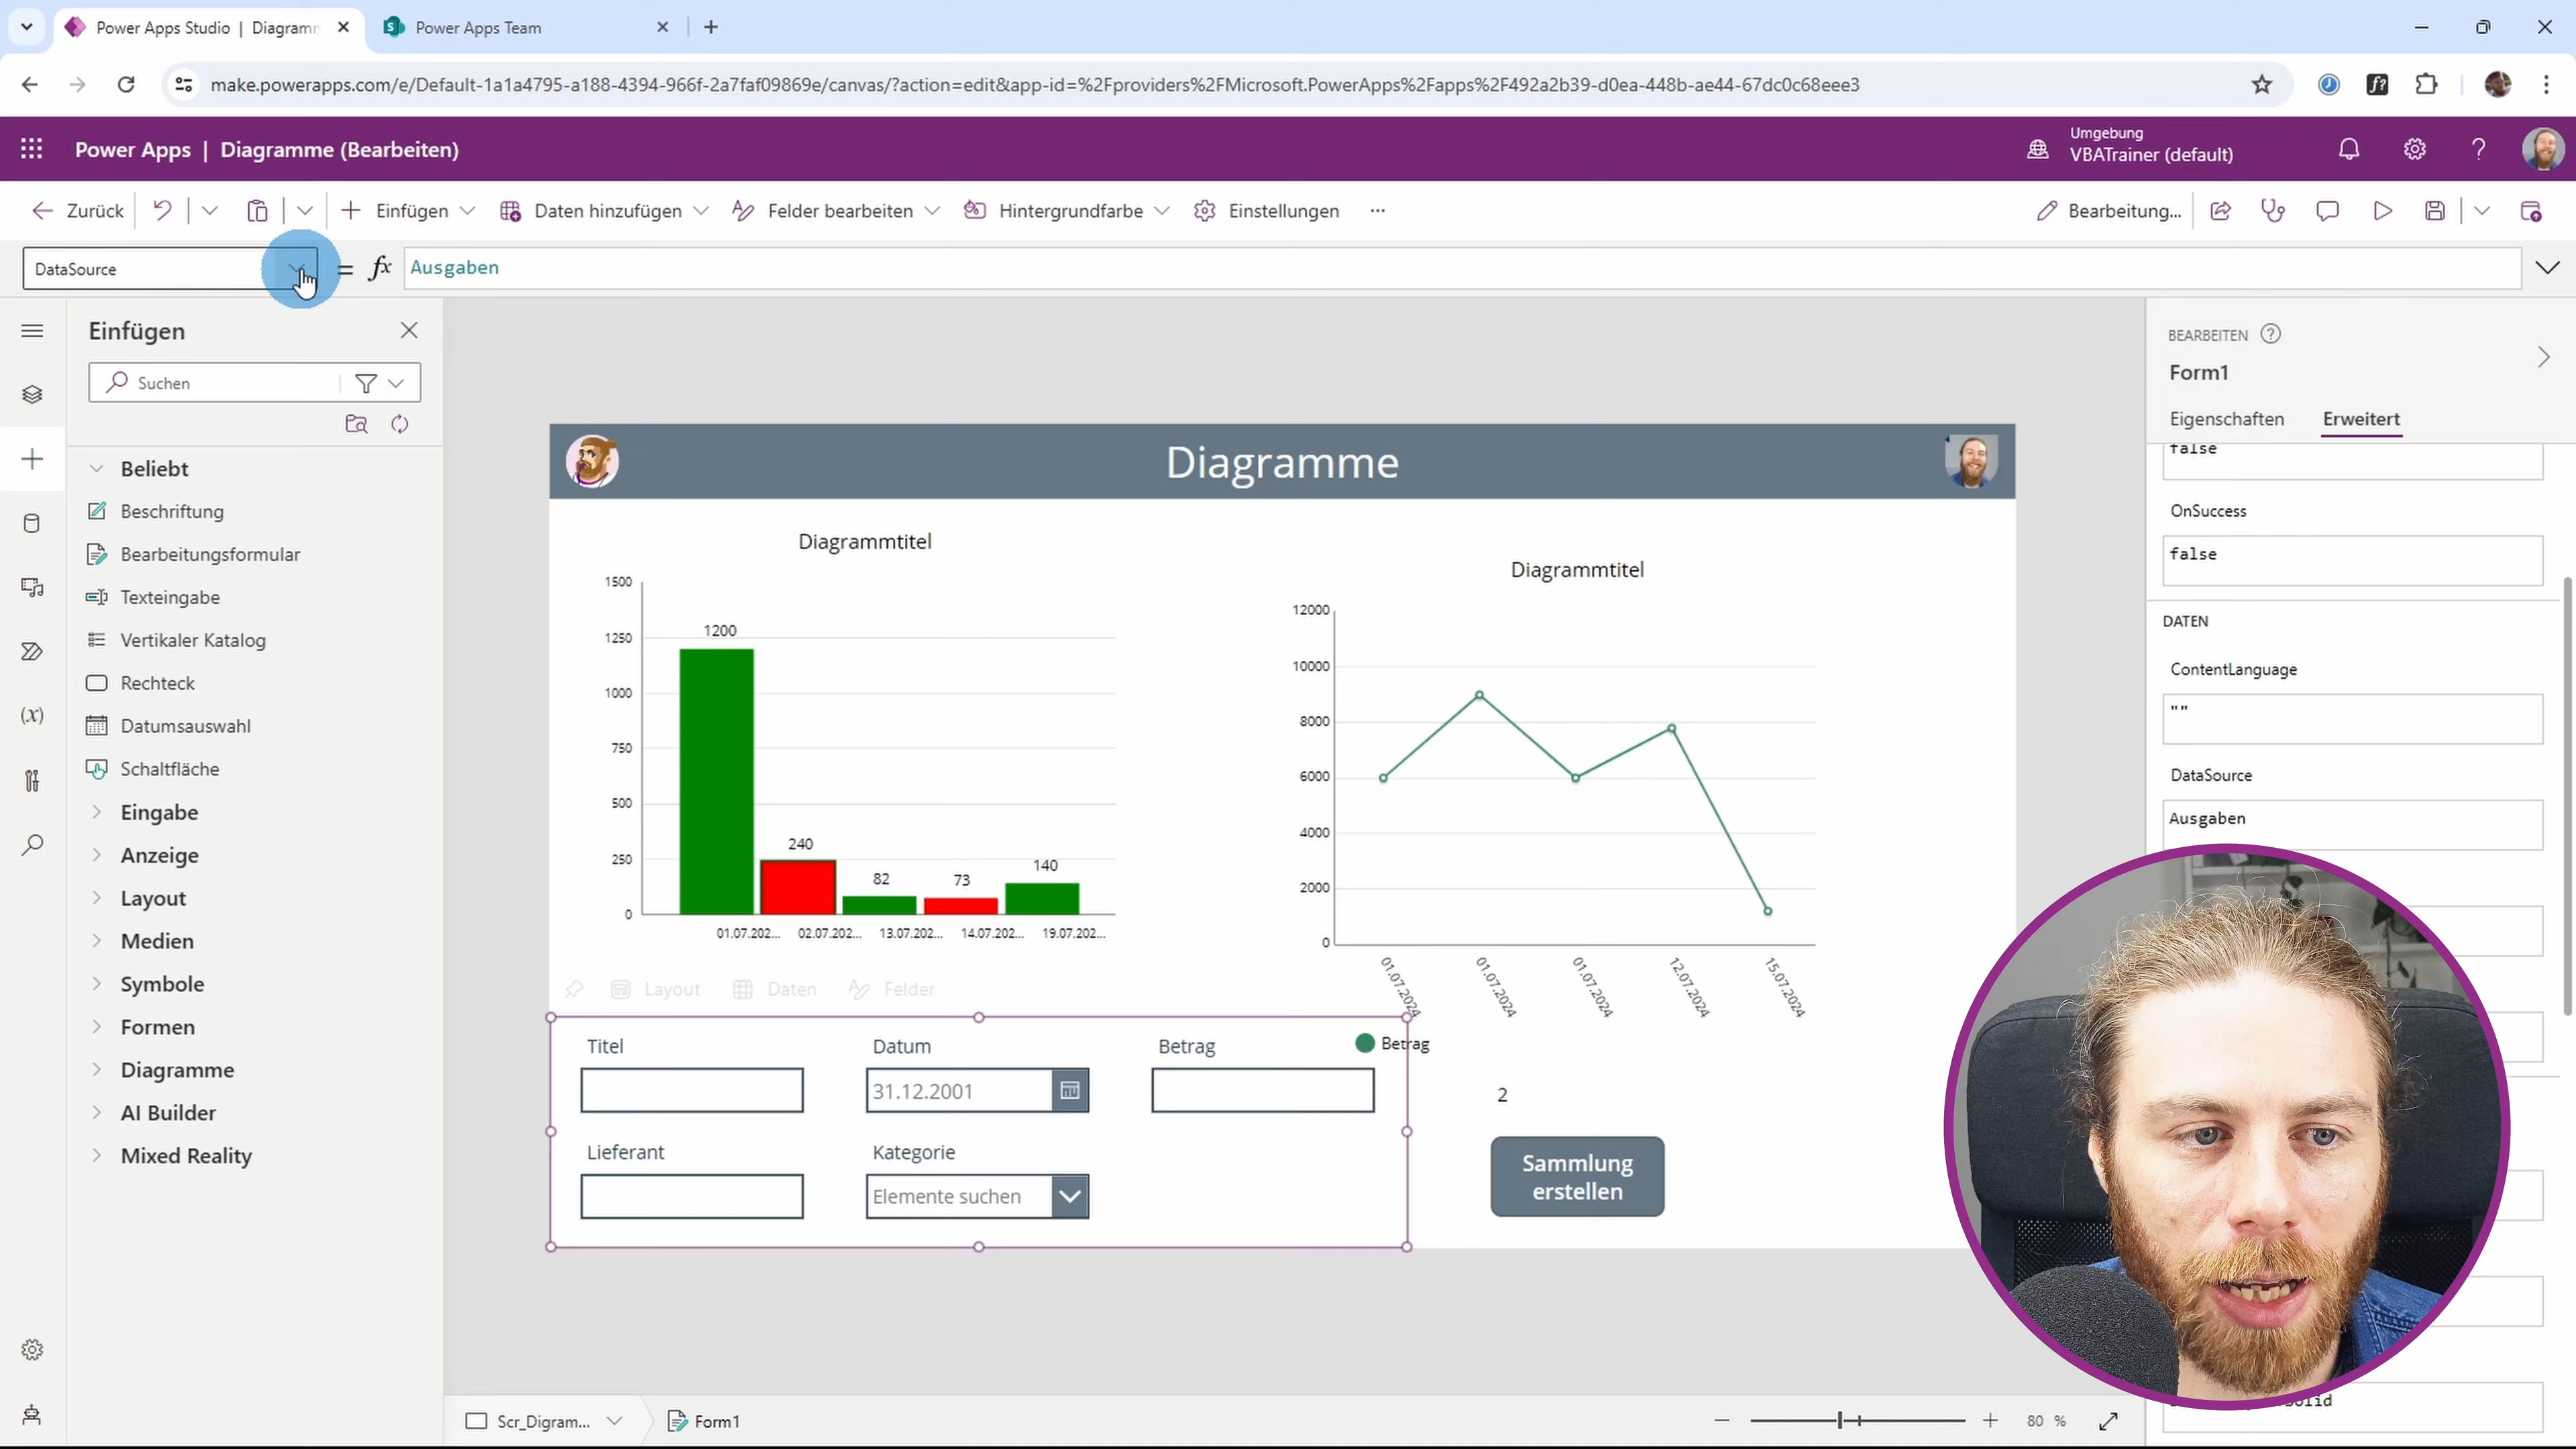 Power Apps Studio | Diagramm
Power Apps Team
make.powerapps.com/e/Default-1a1a4795-a188-4394-966f-2a7faf09869e/canvas/?action=edit&app-id=%2Fproviders%2FMicrosoft.PowerApps%2Fapps%2F492a2b39-d0ea-448b-ae44-67dc0c68eee3
Power Apps | Diagramme (Bearbeiten)
Umgebung
VBATrainer (default)
Zurück
Einfügen
Daten hinzufügen
Felder bearbeiten
Hintergrundfarbe
Einstellungen
Bearbeitung...
DataSource
= fx
Ausgaben
Einfügen
Suchen
Beliebt
Beschriftung
Bearbeitungsformular
Texteingabe
Vertikaler Katalog
Rechteck
Datumsauswahl
Schaltfläche
Eingabe
Anzeige
Layout
Medien
Symbole
Formen
Diagramme
AI Builder
Mixed Reality
Diagramme
Diagrammtitel
1500
1250
1000
750
500
250
0
1200
240
82
73
140
01.07.202...
02.07.202...
13.07.202...
14.07.202...
19.07.202...
Diagrammtitel
12000
10000
8000
6000
4000
2000
0
01.07.2024
01.07.2024
01.07.2024
12.07.2024
15.07.2024
Betrag
Layout
Daten
Felder
Titel
Datum
Betrag
31.12.2001
Lieferant
Kategorie
Elemente suchen
2
Sammlung
erstellen
BEARBEITEN
Form1
Eigenschaften
Erweitert
false
OnSuccess
false
DATEN
ContentLanguage
""
DataSource
Ausgaben
Scr_Digram...
Form1
80 %